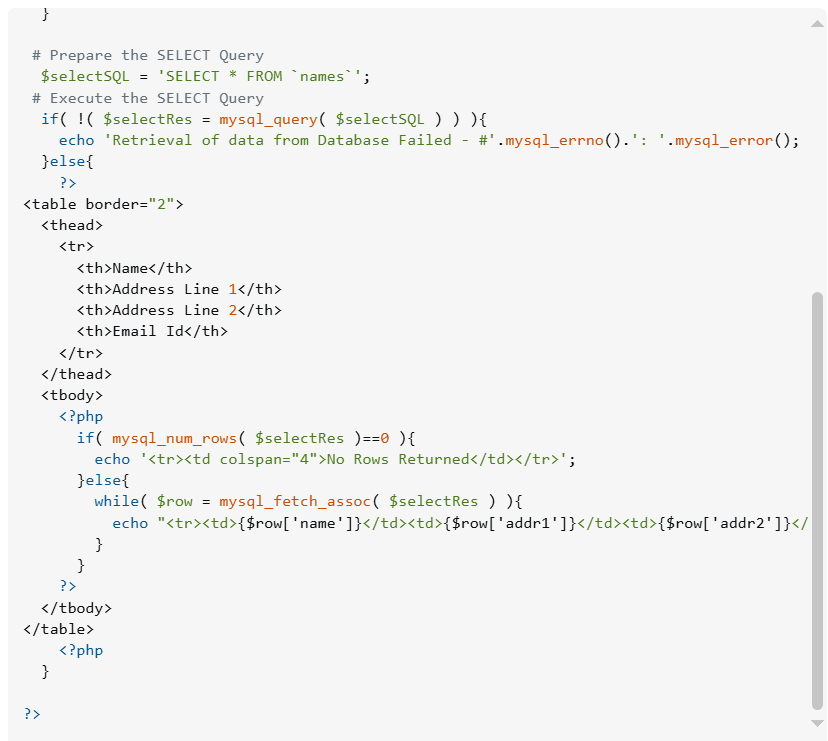 }

 # Prepare the SELECT Query
  $selectSQL = 'SELECT * FROM `names`';
 # Execute the SELECT Query
  if( !( $selectRes = mysql_query( $selectSQL ) ) ){
    echo 'Retrieval of data from Database Failed - #'.mysql_errno().': '.mysql_error();
  }else{
    ?>
<table border="2">
  <thead>
    <tr>
      <th>Name</th>
      <th>Address Line 1</th>
      <th>Address Line 2</th>
      <th>Email Id</th>
    </tr>
  </thead>
  <tbody>
    <?php
      if( mysql_num_rows( $selectRes )==0 ){
        echo '<tr><td colspan="4">No Rows Returned</td></tr>';
      }else{
        while( $row = mysql_fetch_assoc( $selectRes ) ){
          echo "<tr><td>{$row['name']}</td><td>{$row['addr1']}</td><td>{$row['addr2']}</
        }
      }
    ?>
  </tbody>
</table>
    <?php
  }

?>